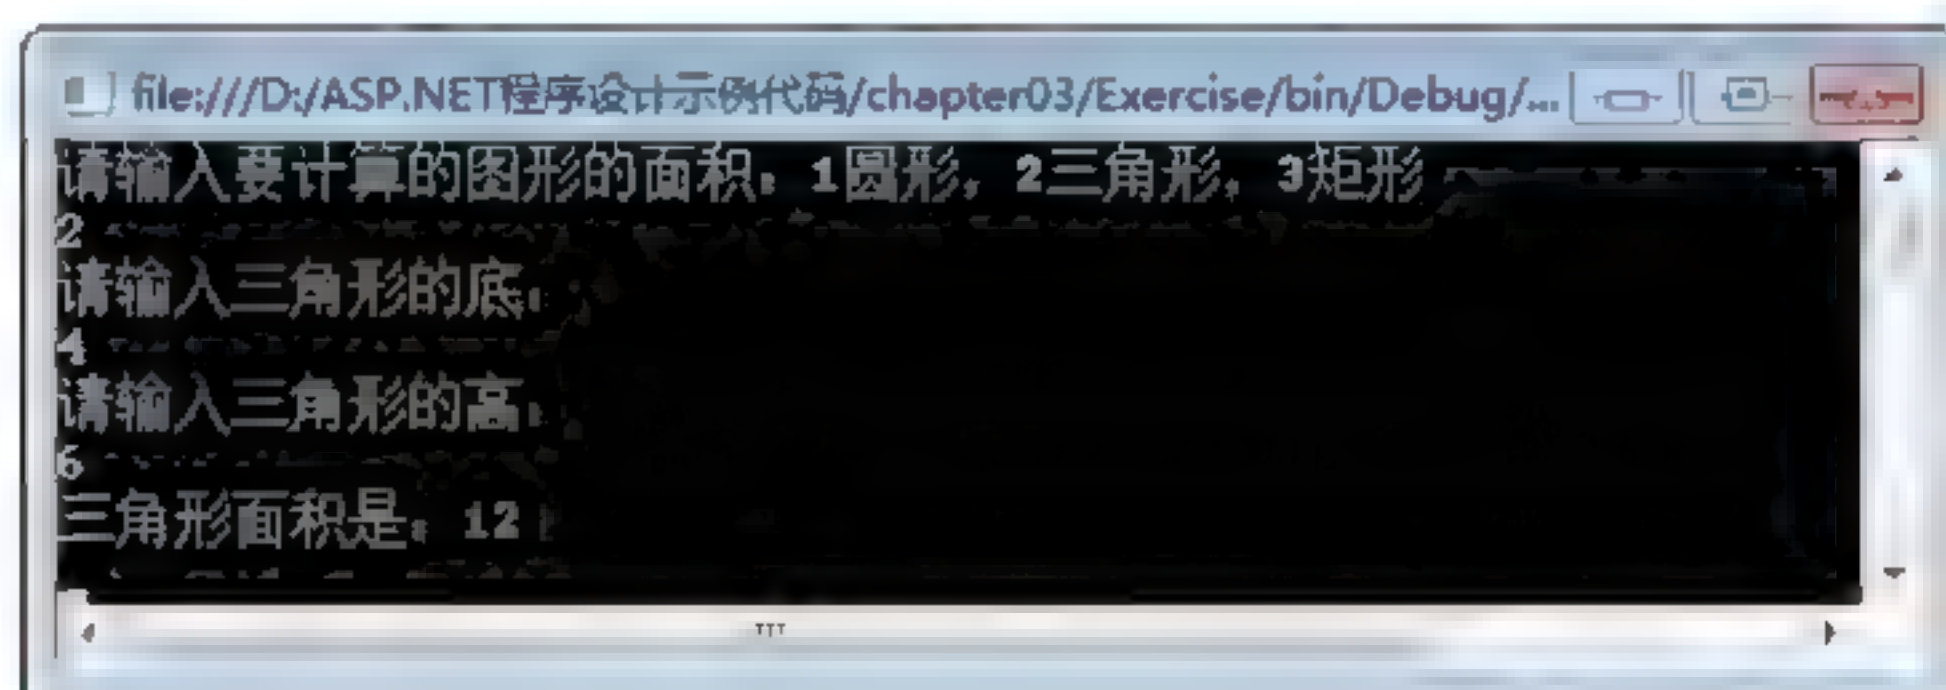 file:///D:/ASP.NET程序设计示例代码/chapter03/Exercise/bin/Debug/...
请输入要计算的图形的面积：1圆形，2三角形，3矩形
2
请输入三角形的底：
4
请输入三角形的高：
6
三角形面积是：12